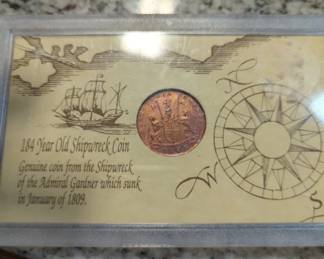 N
184 Year Old Shipwreck Coin
Genuine coin from the Shipwreck
of the Admiral Gardner which sunk
in January of 1809.
W
S